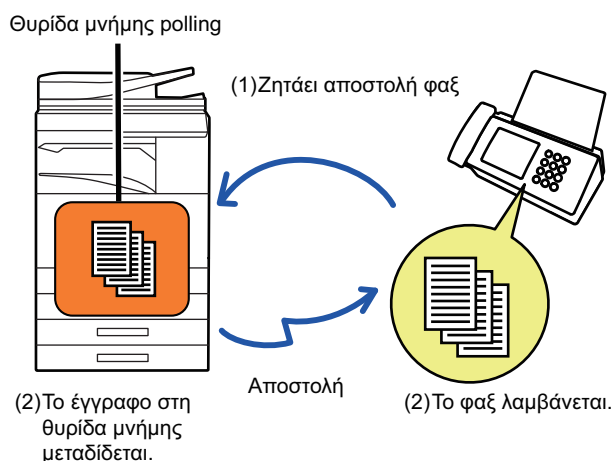 Θυρίδα μνήμης polling
(1)Ζητάει αποστολή φαξ
Αποστολή
(2)Το έγγραφο στη
θυρίδα μνήμης
μεταδίδεται.
(2)Το φαξ λαμβάνεται.